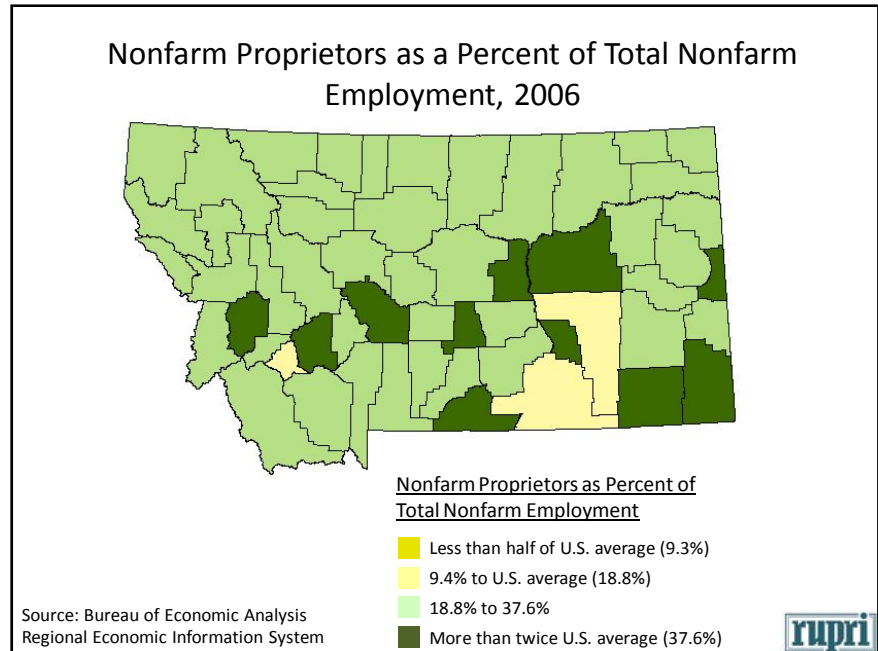 Nonfarm Proprietors as a Percent of Total Nonfarm
Employment, 2006
Nonfarm Proprietors as Percent of
Total Nonfarm Employment
Less than half of U.S. average (9.3%)
9.4% to U.S. average (18.8%)
18.8% to 37.6%
More than twice U.S. average (37.6%)
Source: Bureau of Economic Analysis
Regional Economic Information System
rupri